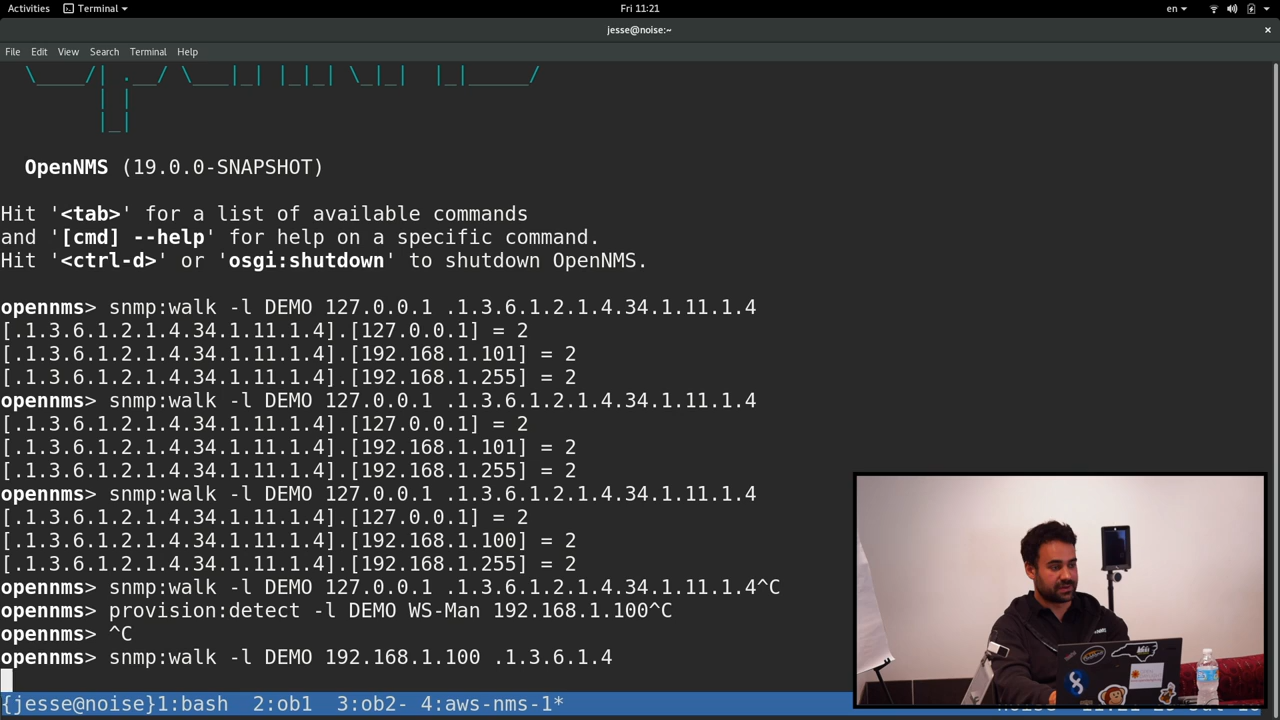 Activities Terminal Fri 11:21 en
jesse@noise:~
File Edit View Search Terminal Help
OpenNMS (19.0.0-SNAPSHOT)
Hit '<tab>' for a list of available commands
and '[cmd] --help' for help on a specific command.
Hit '<ctrl-d>' or 'osgi:shutdown' to shutdown OpenNMS.
opennms> snmp:walk -l DEMO 127.0.0.1 .1.3.6.1.2.1.4.34.1.11.1.4
[.1.3.6.1.2.1.4.34.1.11.1.4].[127.0.0.1] = 2
[.1.3.6.1.2.1.4.34.1.11.1.4].[192.168.1.101] = 2
[.1.3.6.1.2.1.4.34.1.11.1.4].[192.168.1.255] = 2
opennms> snmp:walk -l DEMO 127.0.0.1 .1.3.6.1.2.1.4.34.1.11.1.4
[.1.3.6.1.2.1.4.34.1.11.1.4].[127.0.0.1] = 2
[.1.3.6.1.2.1.4.34.1.11.1.4].[192.168.1.101] = 2
[.1.3.6.1.2.1.4.34.1.11.1.4].[192.168.1.255] = 2
opennms> snmp:walk -l DEMO 127.0.0.1 .1.3.6.1.2.1.4.34.1.11.1.4
[.1.3.6.1.2.1.4.34.1.11.1.4].[127.0.0.1] = 2
[.1.3.6.1.2.1.4.34.1.11.1.4].[192.168.1.100] = 2
[.1.3.6.1.2.1.4.34.1.11.1.4].[192.168.1.255] = 2
opennms> snmp:walk -l DEMO 127.0.0.1 .1.3.6.1.2.1.4.34.1.11.1.4^C
opennms> provision:detect -l DEMO WS-Man 192.168.1.100^C
opennms> ^C
opennms> snmp:walk -l DEMO 192.168.1.100 .1.3.6.1.4
{jesse@noise}1:bash 2:ob1 3:ob2- 4:aws-nms-1*